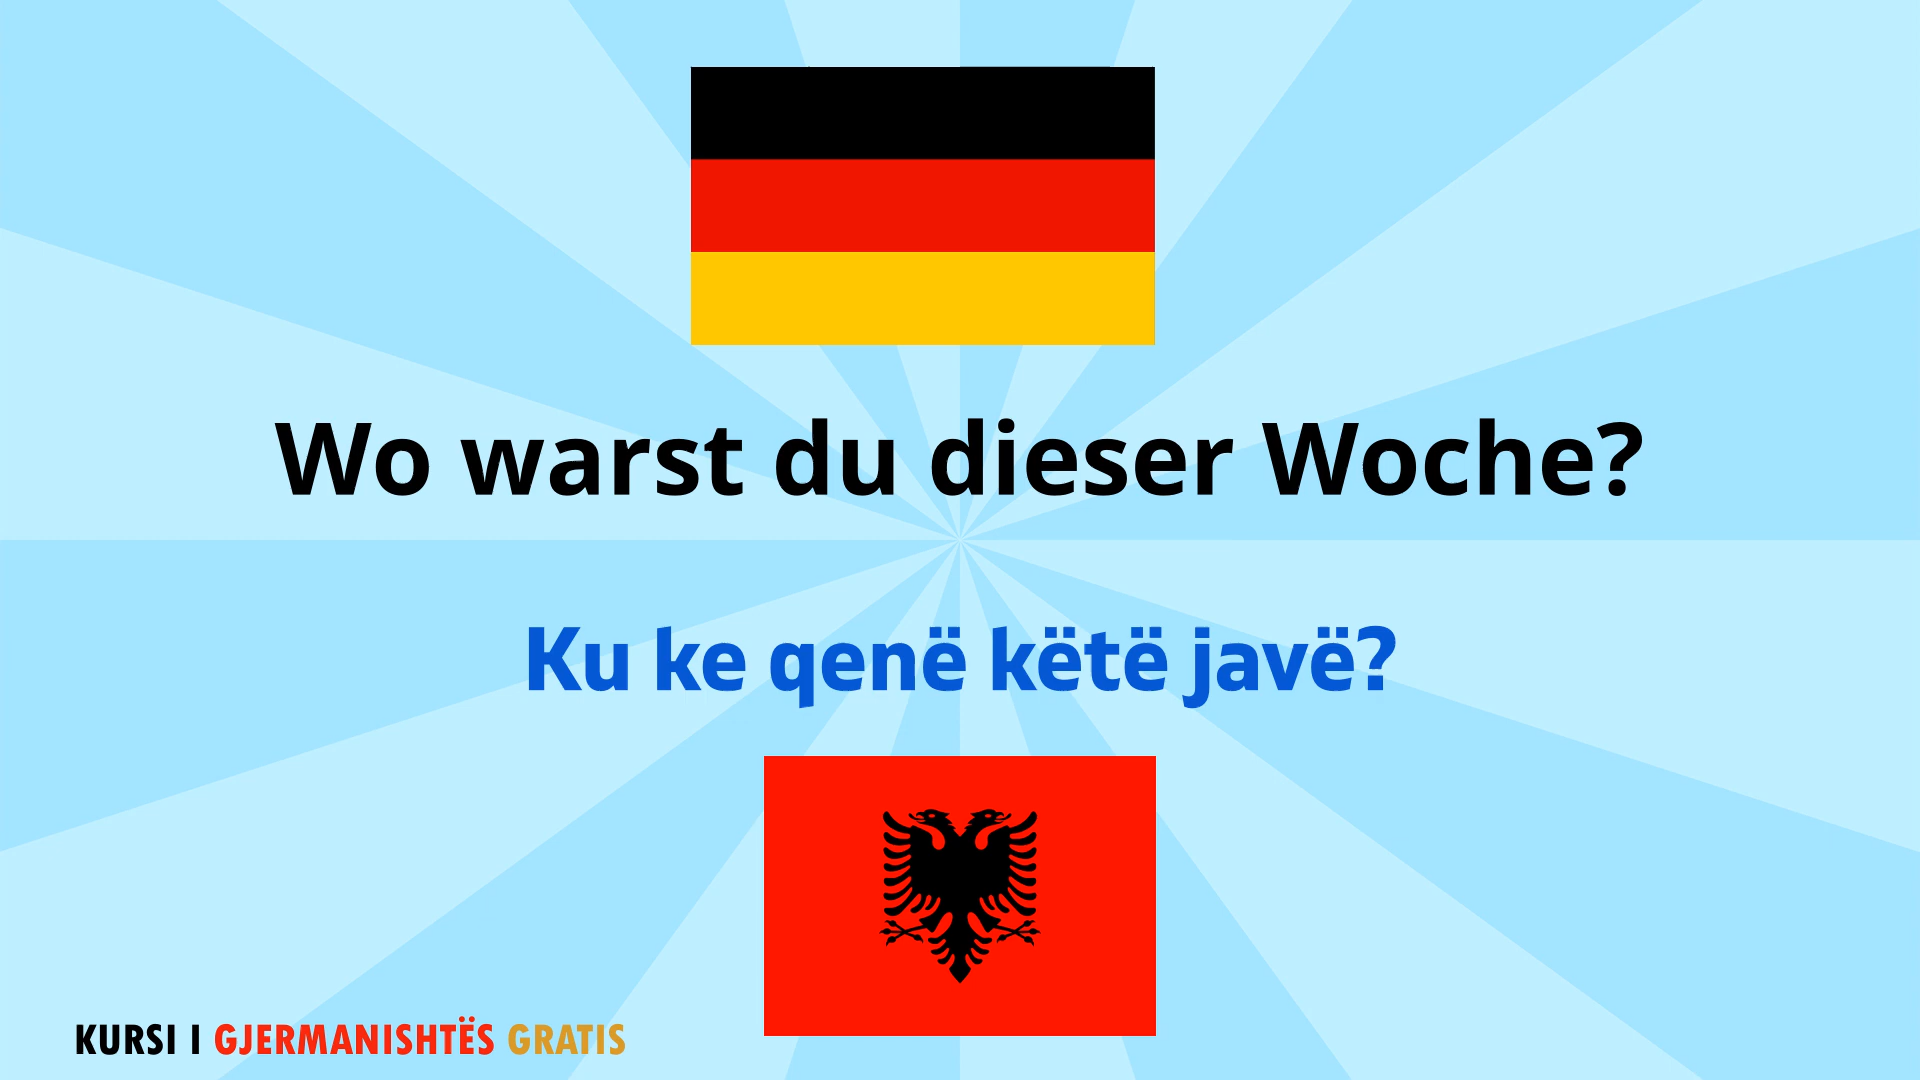 Wo warst du dieser Woche?
Ku ke qenë këtë javë?
KURSI I GJERMANISHTËS GRATIS